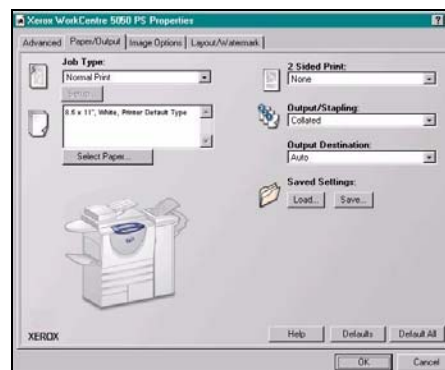 Xerox WorkCentre 5050 PS Properties
Advanced
Paper/Output
Image Options
Layout/Watermark
Job Type:
Normal Print
Setup...
8.5 x 11", White, Printer Default Type
Select Paper...
2 Sided Print:
None
Output/Stapling:
Collated
Output Destination:
Auto
Saved Settings:
Load...
Save...
XEROX
Help
Defaults
Default All
OK
Cancel